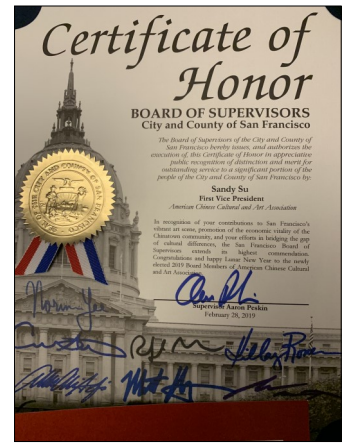 Certificate of
Honor
BOARD OF SUPERVISORS
City and County of San Francisco
The Board of Supervisors of the City and County of
San Francisco hereby issues, and authorizes the
execution of, this Certificate of Honor in appreciative
public recognition of distinction and merit for
outstanding service to a significant portion of the
people of the City and County of San Francisco by:
Sandy Su
First Vice President
American Chinese Cultural and Art Association
In recognition of your contributions to San Francisco's
vibrant art scene, promotion of the economic vitality of the
Chinatown community, and your efforts in bridging the gap
of cultural differences, the San Francisco Board of
Supervisors extends its highest commendation.
Congratulations and happy Lunar New Year to the newly
elected 2019 Board Members of American Chinese Cultural
and Art Association
Supervisor Aaron Peskin
February 28, 2019
Norman Yee